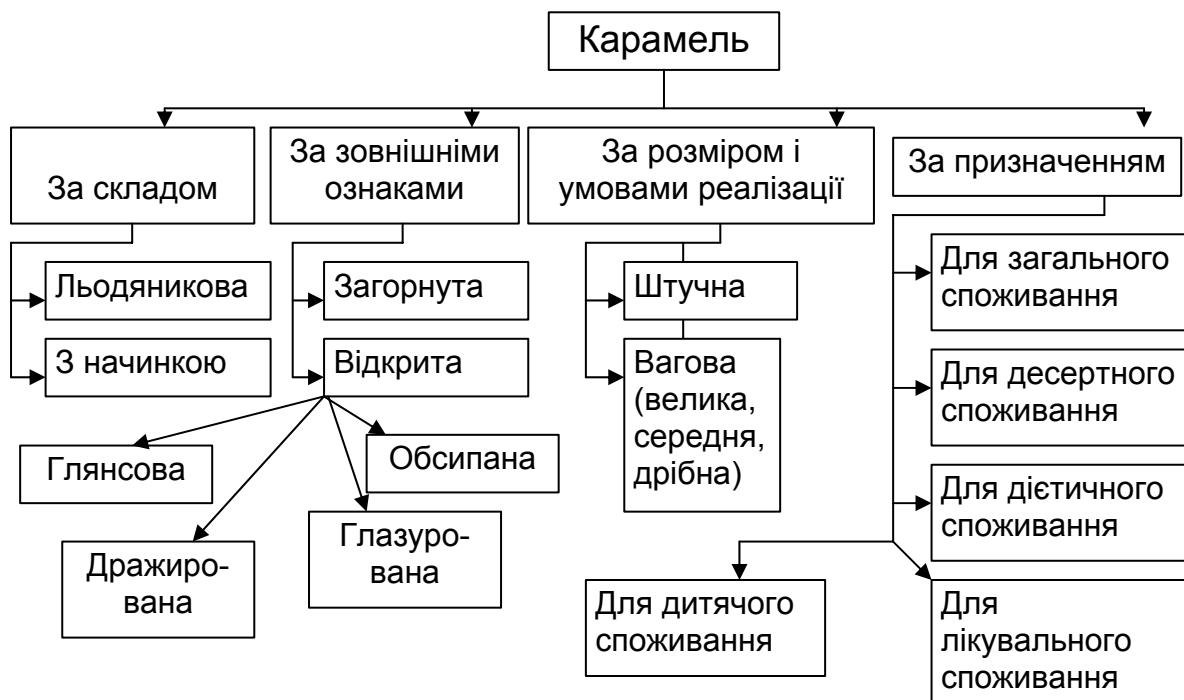 Карамель
За складом
За зовнішніми
ознаками
За розміром і
умовами реалізації
За призначенням
Льодяникова
З начинкою
Загорнута
Відкрита
Глянсова
Обсипана
Дражиро-
вана
Глазуро-
вана
Штучна
Вагова
(велика,
середня,
дрібна)
Для загального
споживання
Для десертного
споживання
Для дієтичного
споживання
Для дитячого
споживання
Для
лікувального
споживання